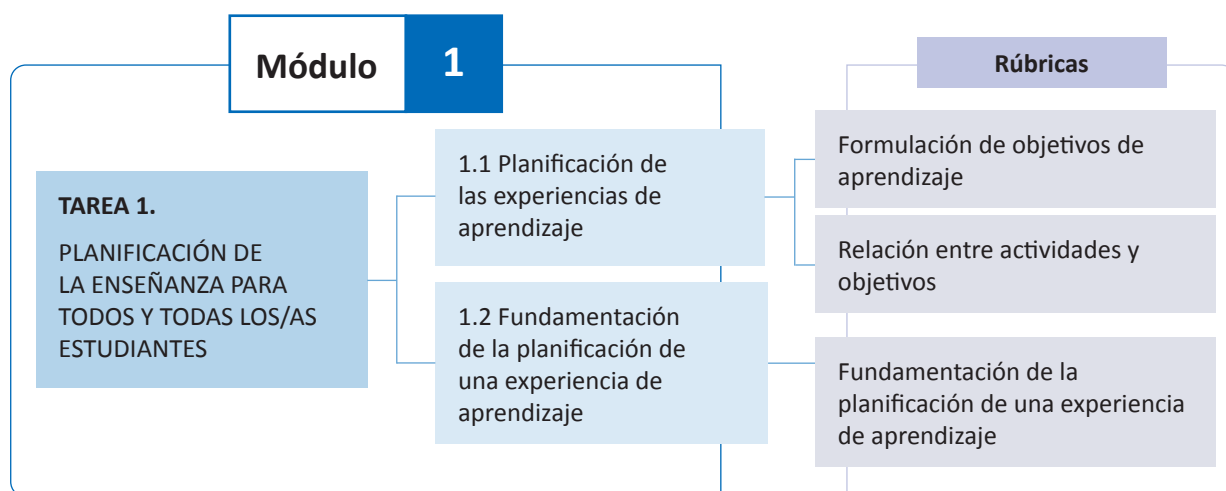 Módulo 1
Rúbricas
TAREA 1.
PLANIFICACIÓN DE
LA ENSEÑANZA PARA
TODOS Y TODAS LOS/AS
ESTUDIANTES
1.1 Planificación de
las experiencias de
aprendizaje
1.2 Fundamentación
de la planificación de
una experiencia de
aprendizaje
Formulación de objetivos de
aprendizaje
Relación entre actividades y
objetivos
Fundamentación de la
planificación de una experiencia
de aprendizaje